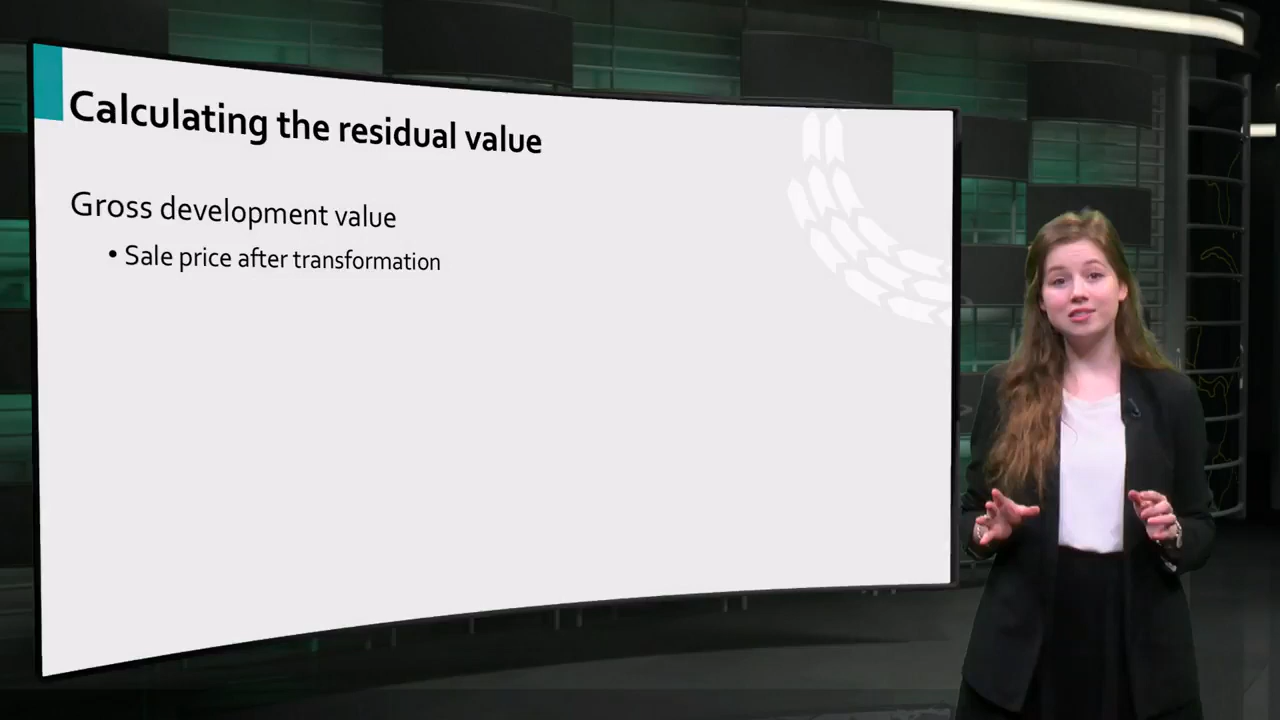 Calculating the residual value
Gross development value
• Sale price after transformation